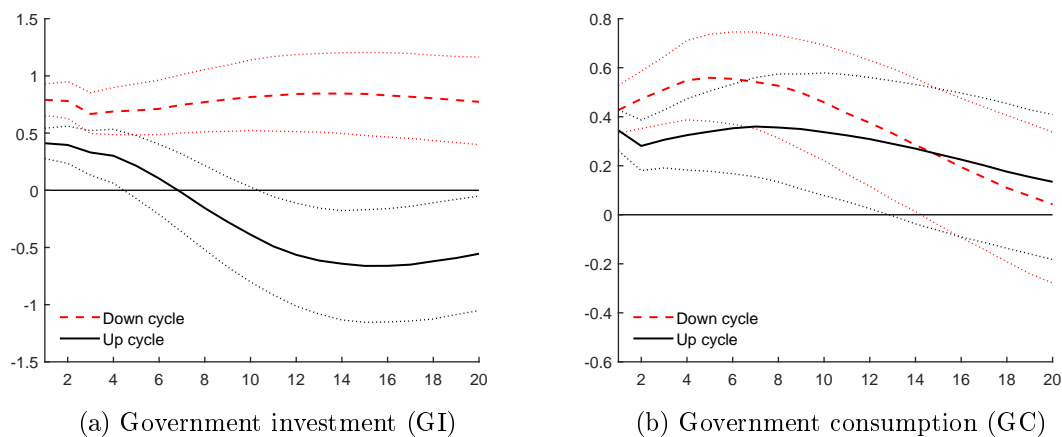 1.5
1
0.5
0
-0.5
-1
-1.5
Down cycle
Up cycle
2 4 6 8 10 12 14 16 18 20
(a) Government investment (GI)
0.8
0.6
0.4
0.2
0
-0.2
-0.4
-0.6
Down cycle
Up cycle
2 4 6 8 10 12 14 16 18 20
(b) Government consumption (GC)